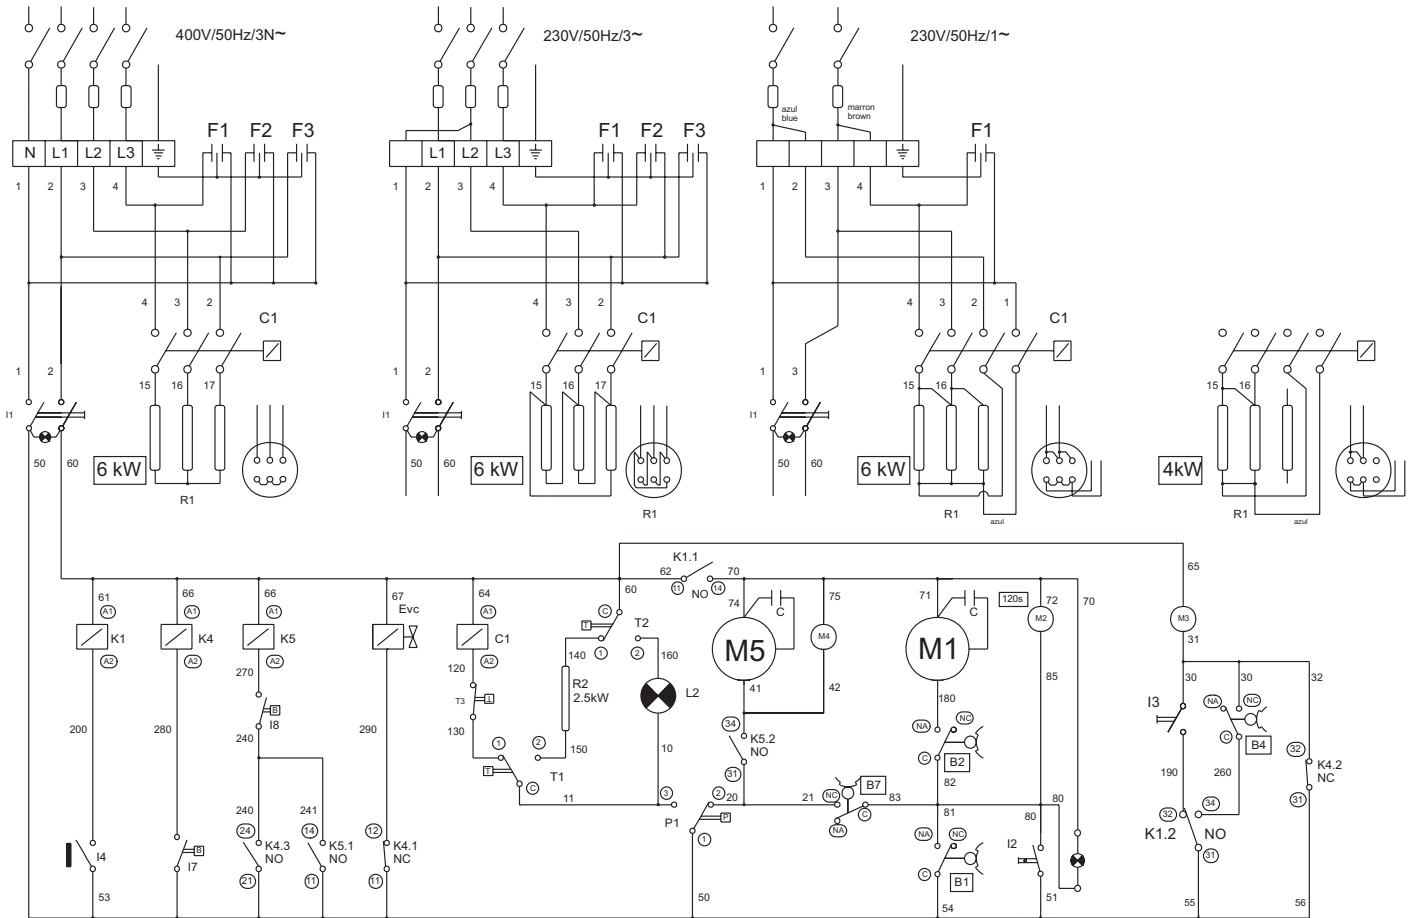 400V/50Hz/3N~ 230V/50Hz/3~ 230V/50Hz/1~
azul marron
blue brown
F1 F2 F3 F1 F2 F3 F1
N L1 L2 L3 L1 L2 L3
1 2 3 4 1 2 3 4 1 2 3 4
4 3 2 4 3 2 4 3 2 1
C1 C1 C1
1 2 1 2 1 3
15 16 17 15 16 17 15 16 15 16
I1 I1 I1
50 60 50 60 50 60
6 kW 6 kW 6 kW 4kW
R1 R1 R1 azul R1 azul
K1.1
62 11 NO 14 70 65
61 66 66 67 64 60 74 75 71 120s 72 70
A1 A1 A1 Evc A1 C C C
K1 K4 K5 C1 T T2 M5 M4 M1 M2 M3
A2 A2 A2 A2 1 2 31
270 120 140 160 41 42 85 30 30 32
T3 T R2 L2 180
2.5kW
B I8 NA NC I3 NA NC
200 280 240 290 130 150 10 34 K5.2 C B2 C B4 32 K4.2
1 2 NO NC
T T1 31 82 190 260 31
C B7
11 3 2 20 21 NC 83 81 80
240 241 P1 P NA C 80 32 34
24 K4.3 14 K5.1 12 K4.1 1 NA NC I2 K1.2 NO
I4 B NO NO NC C B1 31
I7 21 11 11
53 50 54 51 55 56